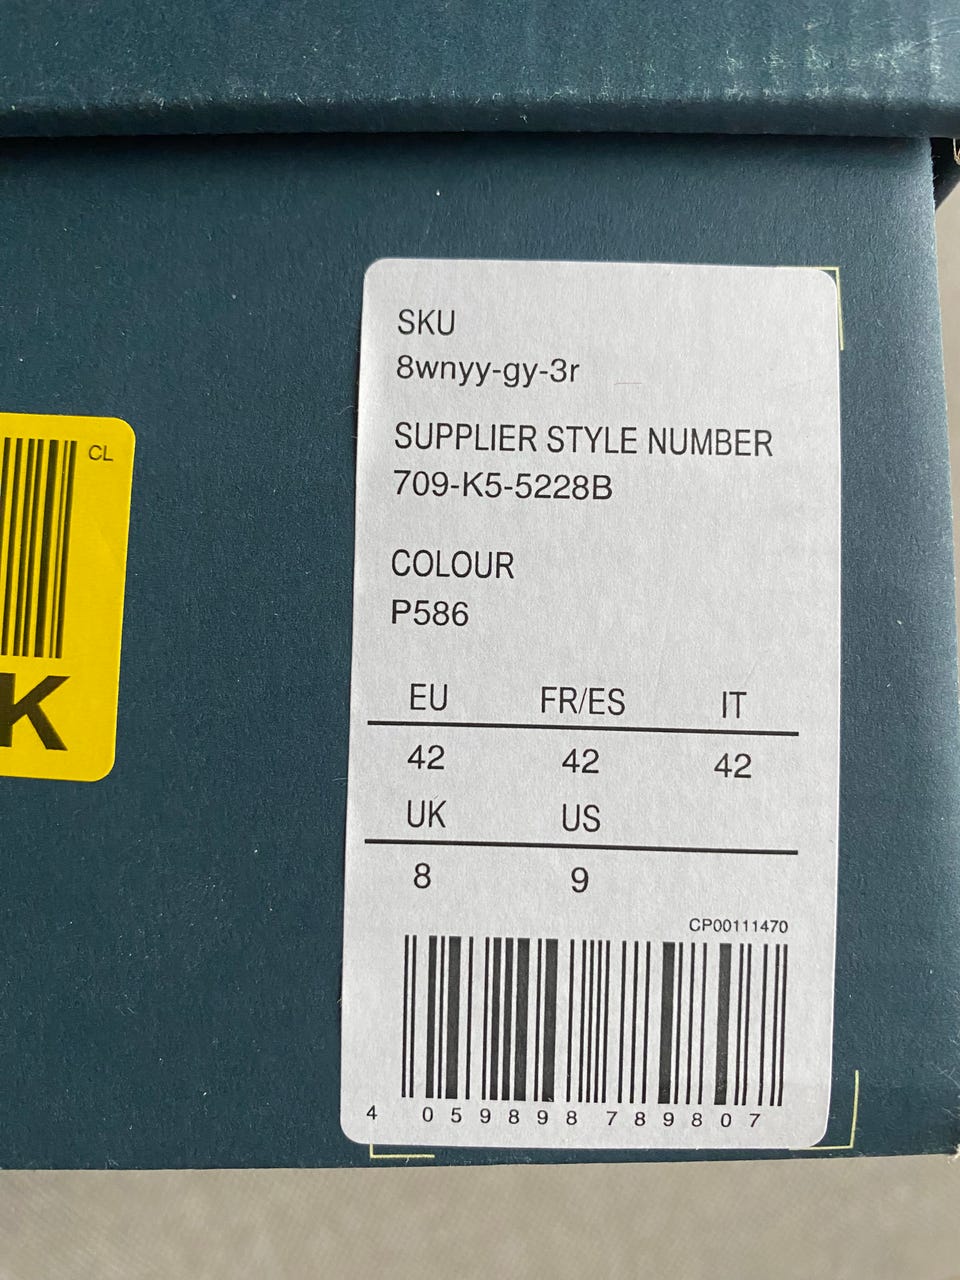 SKU
8wnyy-gy-3r
SUPPLIER STYLE NUMBER
709-K5-5228B
COLOUR
P586
EU FR/ES IT
42 42 42
UK US
8 9
CP00111470
4 059898 789807
CL
K